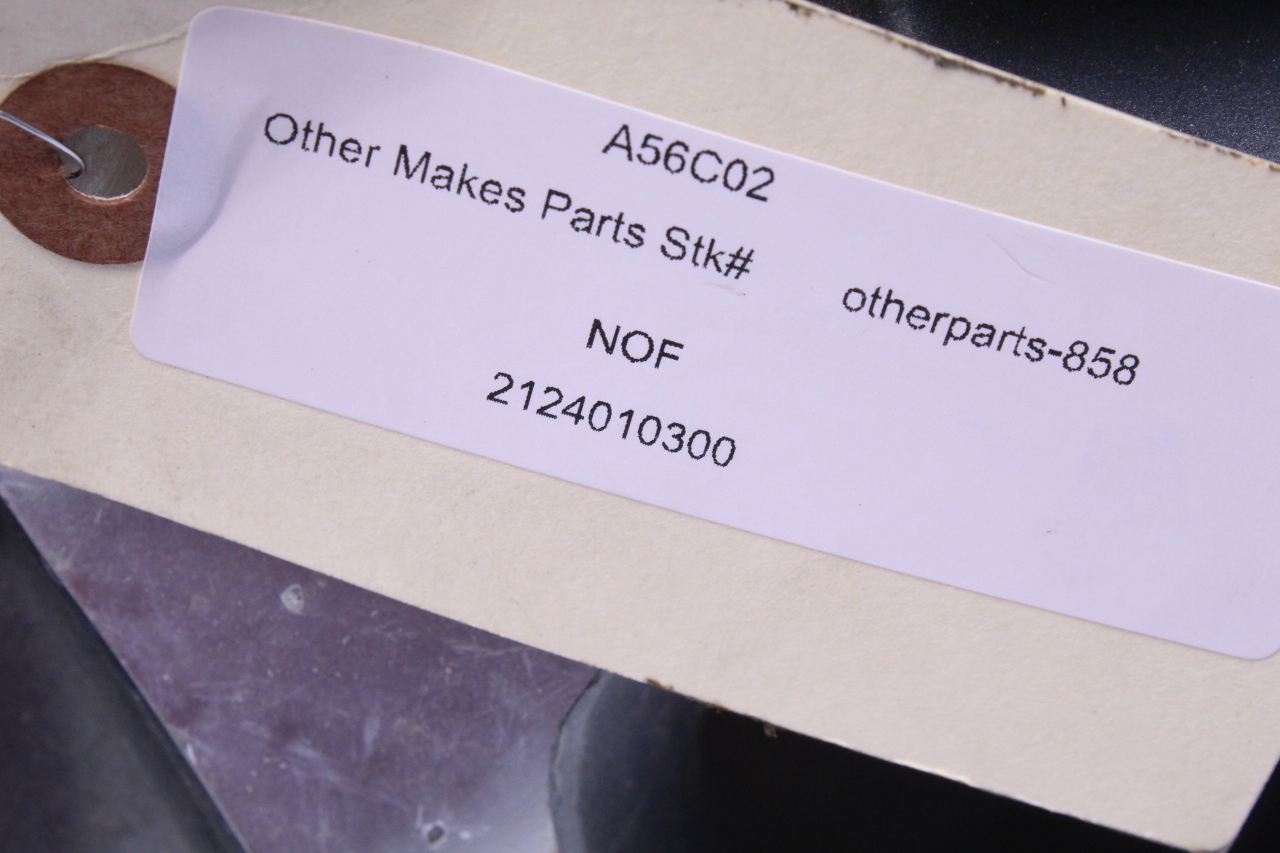 A56C02
Other Makes Parts Stk# otherparts-858
NOF
2124010300